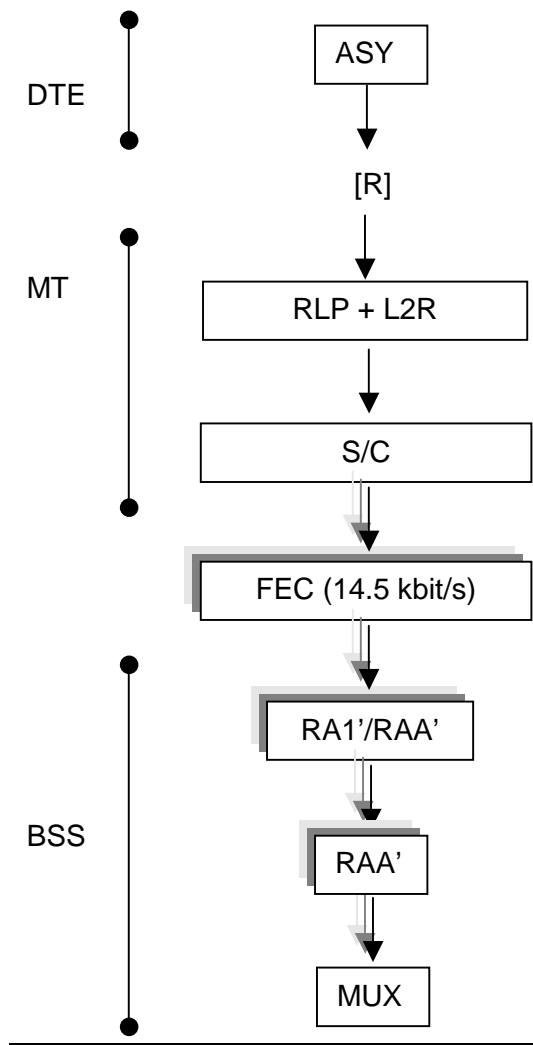 ASY
DTE
[R]
MT
RLP + L2R
S/C
FEC (14.5 kbit/s)
RA1’/RAA’
BSS
RAA’
MUX